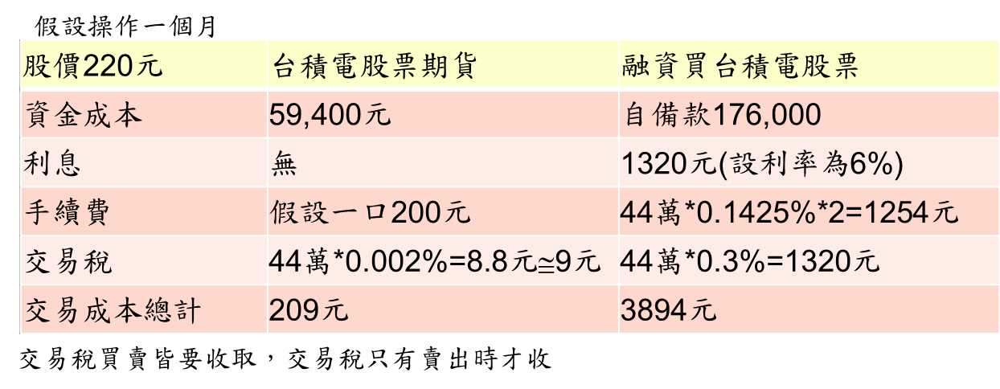 假設操作一個月
股價220元 台積電股票期貨 融資買台積電股票
資金成本 59,400元 自備款176,000
利息 無 1320元(設利率為6%)
手續費 假設一口200元 44萬*0.1425%*2=1254元
交易稅 44萬*0.002%=8.8元≅9元 44萬*0.3%=1320元
交易成本總計 209元 3894元
交易稅買賣皆要收取，交易稅只有賣出時才收